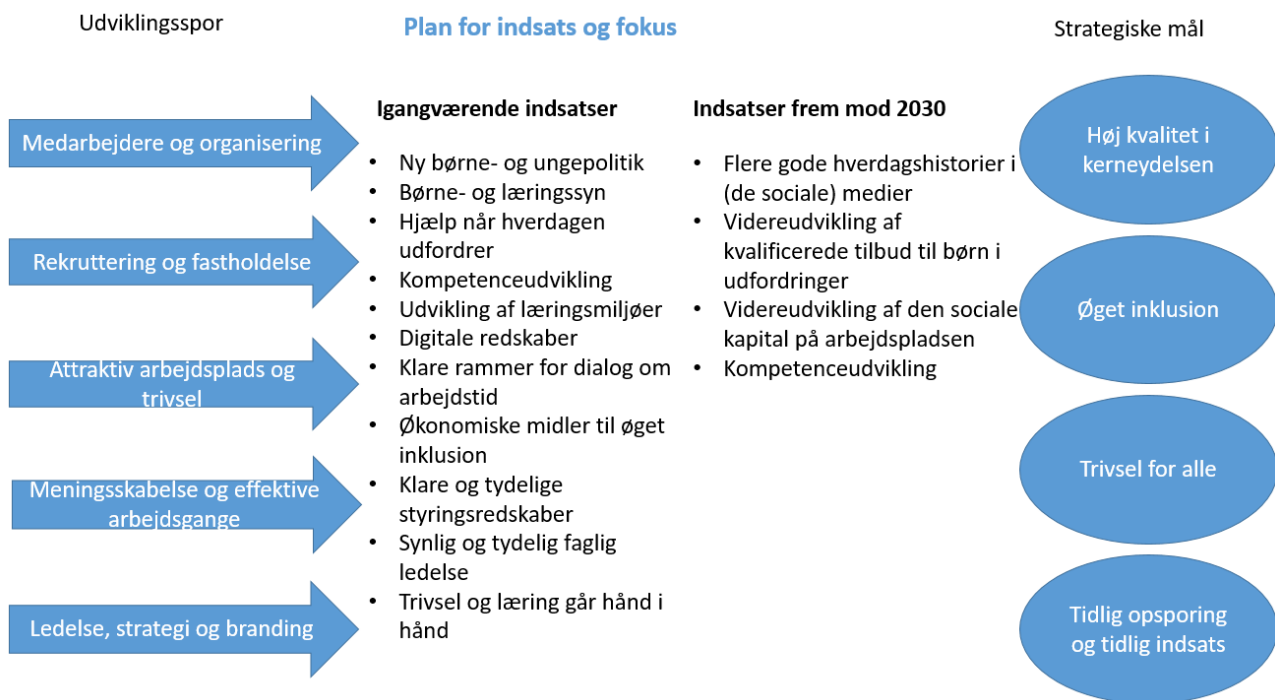 Udviklingsspor
Plan for indsats og fokus
Strategiske mål
Medarbejdere og organisering
Rekruttering og fastholdelse
Attraktiv arbejdsplads og
trivsel
Meningsskabelse og effektive
arbejdsgange
Ledelse, strategi og branding
Igangværende indsatser
• Ny børne- og ungepolitik
• Børne- og læringssyn
• Hjælp når hverdagen
udfordrer
• Kompetenceudvikling
• Udvikling af læringsmiljøer
• Digitale redskaber
• Klare rammer for dialog om
arbejdstid
• Økonomiske midler til øget
inklusion
• Klare og tydelige
styringsredskaber
• Synlig og tydelig faglig
ledelse
• Trivsel og læring går hånd i
hånd
Indsatser frem mod 2030
• Flere gode hverdagshistorier i
(de sociale) medier
• Videreudvikling af
kvalificerede tilbud til børn i
udfordringer
• Videreudvikling af den sociale
kapital på arbejdspladsen
• Kompetenceudvikling
Høj kvalitet i
kerneydelsen
Øget inklusion
Trivsel for alle
Tidlig opsporing
og tidlig indsats